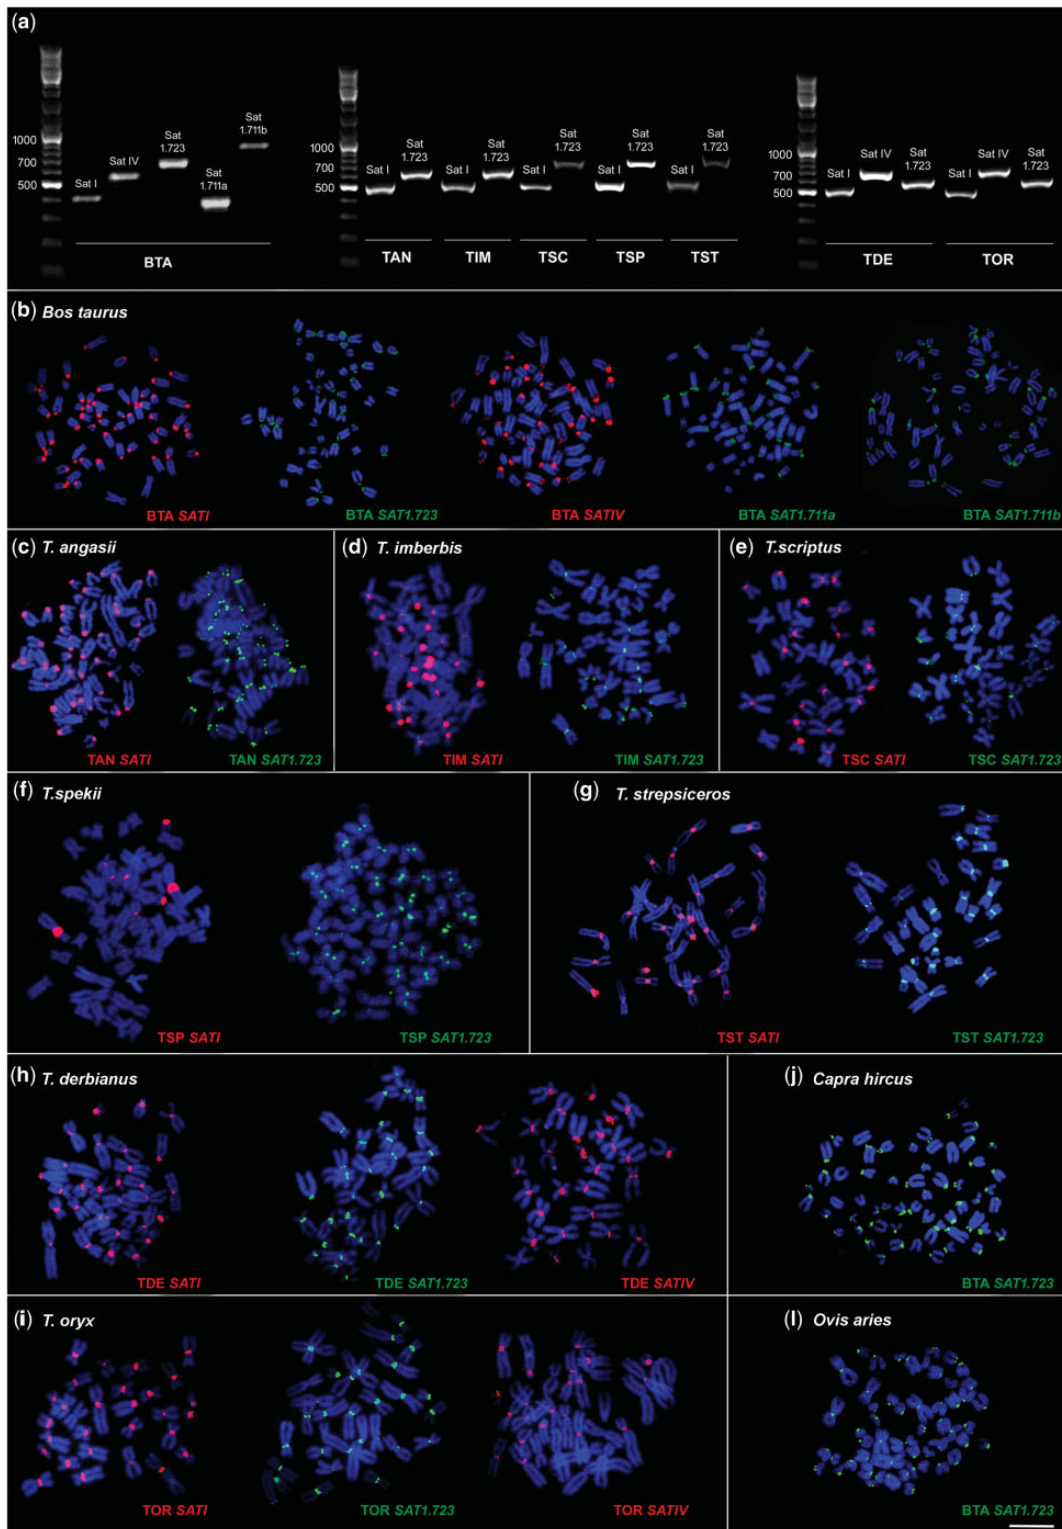 (a)
1000
700
500
Sat I
Sat IV
Sat
1.723
Sat
1.711a
Sat
1.711b
BTA
1000
700
500
Sat I
Sat
1.723
Sat I
Sat
1.723
Sat I
Sat
1.723
Sat I
Sat
1.723
Sat I
Sat
1.723
TAN
TIM
TSC
TSP
TST
1000
700
500
Sat I
Sat IV
Sat
1.723
Sat I
Sat IV
Sat
1.723
TDE
TOR
(b) Bos taurus
BTA SATI
BTA SAT1.723
BTA SATIV
BTA SAT1.711a
BTA SAT1.711b
(c) T. angasii
TAN SATI
TAN SAT1.723
(d) T. imberbis
TIM SATI
TIM SAT1.723
(e) T.scriptus
TSC SATI
TSC SAT1.723
(f) T.spekii
TSP SATI
TSP SAT1.723
(g) T. strepsiceros
TST SATI
TST SAT1.723
(h) T. derbianus
TDE SATI
TDE SAT1.723
TDE SATIV
(j) Capra hircus
BTA SAT1.723
(i) T. oryx
TOR SATI
TOR SAT1.723
TOR SATIV
(l) Ovis aries
BTA SAT1.723